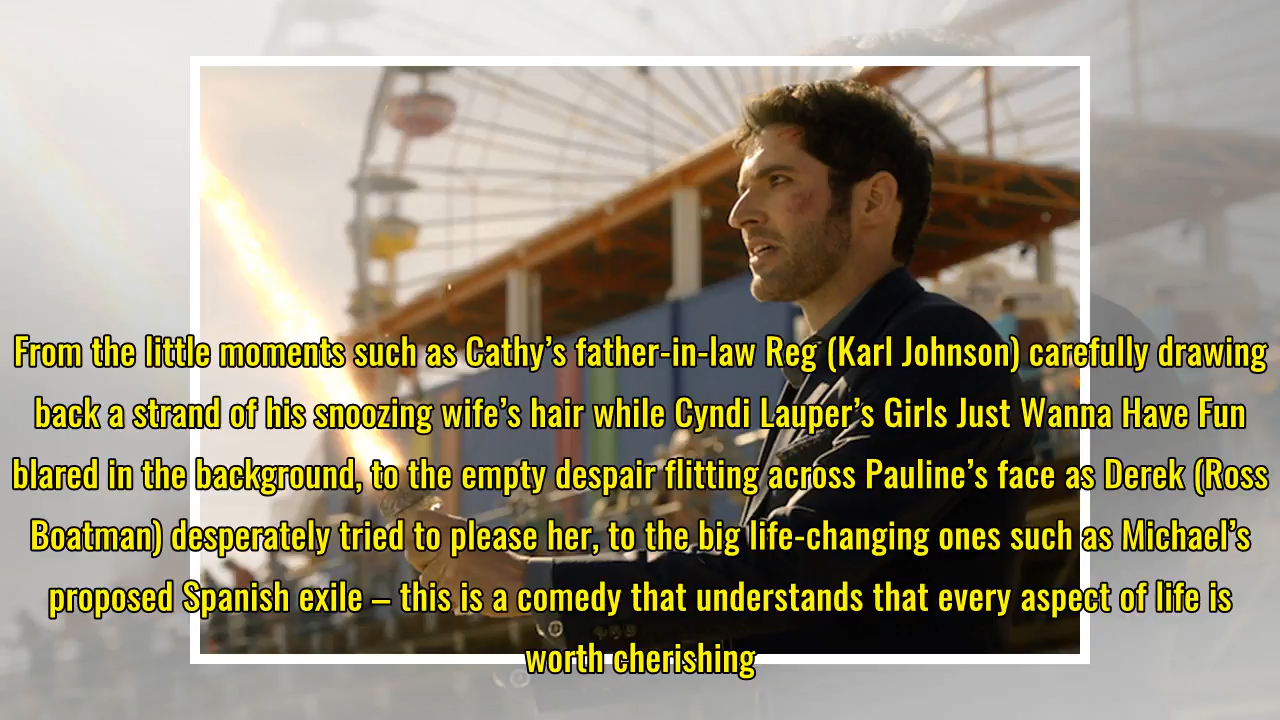 From the little moments such as Cathy’s father-in-law Reg (Karl Johnson) carefully drawing
back a strand of his snoozing wife’s hair while Cyndi Lauper’s Girls Just Wanna Have Fun
blared in the background, to the empty despair flitting across Pauline’s face as Derek (Ross
Boatman) desperately tried to please her, to the big life-changing ones such as Michael’s
proposed Spanish exile – this is a comedy that understands that every aspect of life is
worth cherishing